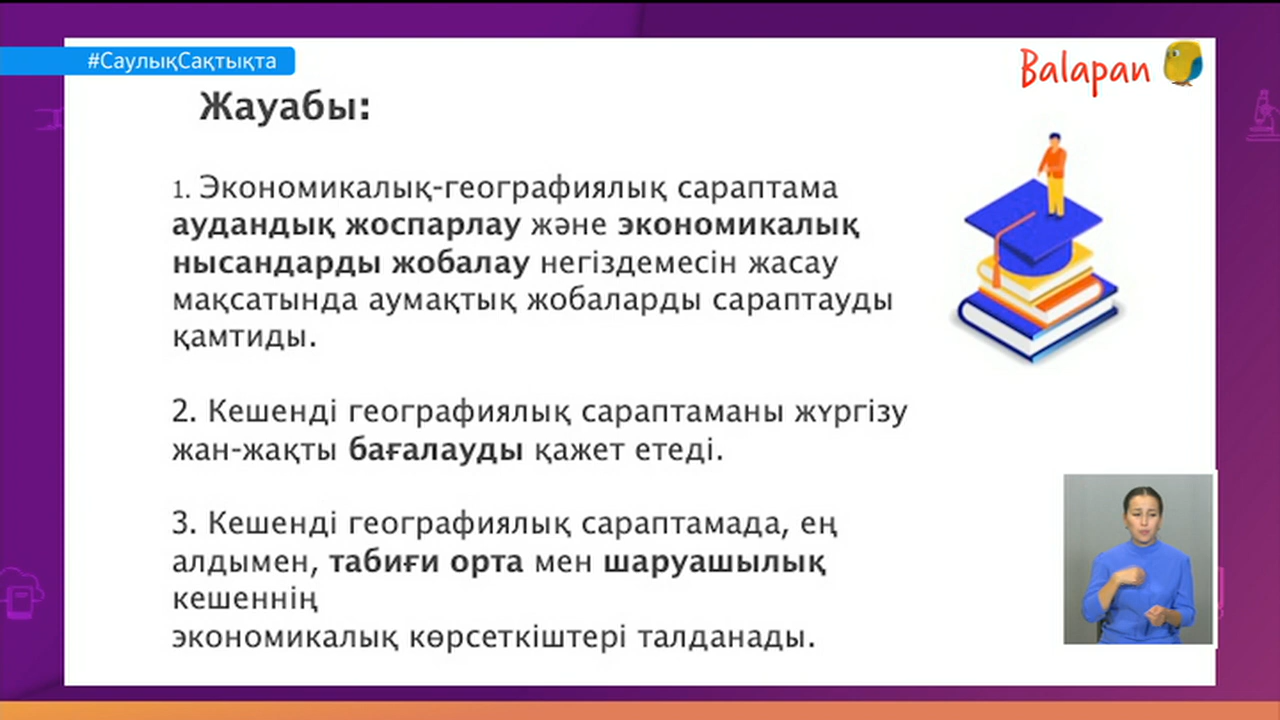 #СаулықСақтықта
Balapan
Жауабы:
1. Экономикалық-географиялық сараптама
аудандық жоспарлау және экономикалық
нысандарды жобалау негіздемесін жасау
мақсатында аумақтық жобаларды сараптауды
қамтиды.
2. Кешенді географиялық сараптаманы жүргізу
жан-жақты бағалауды қажет етеді.
3. Кешенді географиялық сараптамада, ең
алдымен, табиғи орта мен шаруашылық
кешеннің
экономикалық көрсеткіштері талданады.